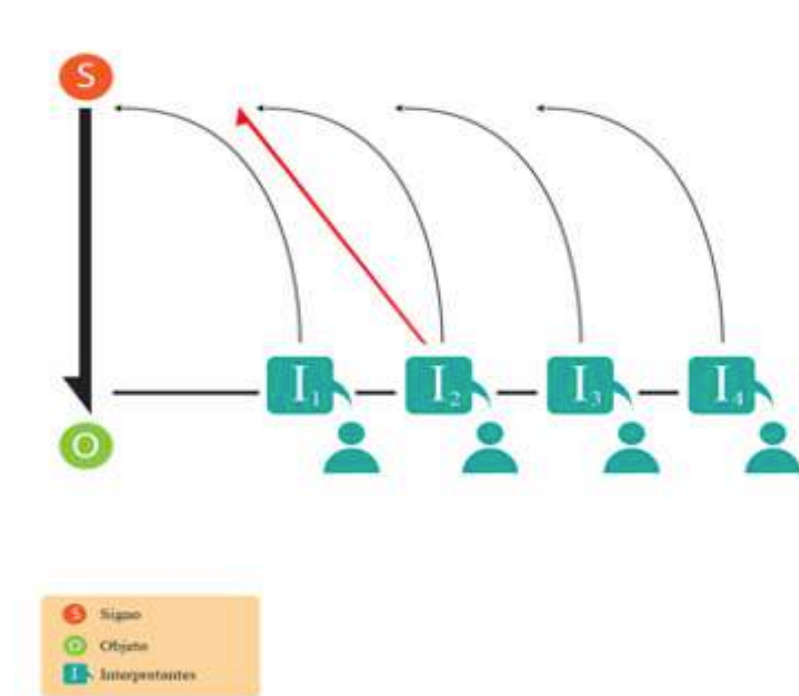 S
I1 I2 I3 I4
O
S Signo
O Objeto
I Interpretantes